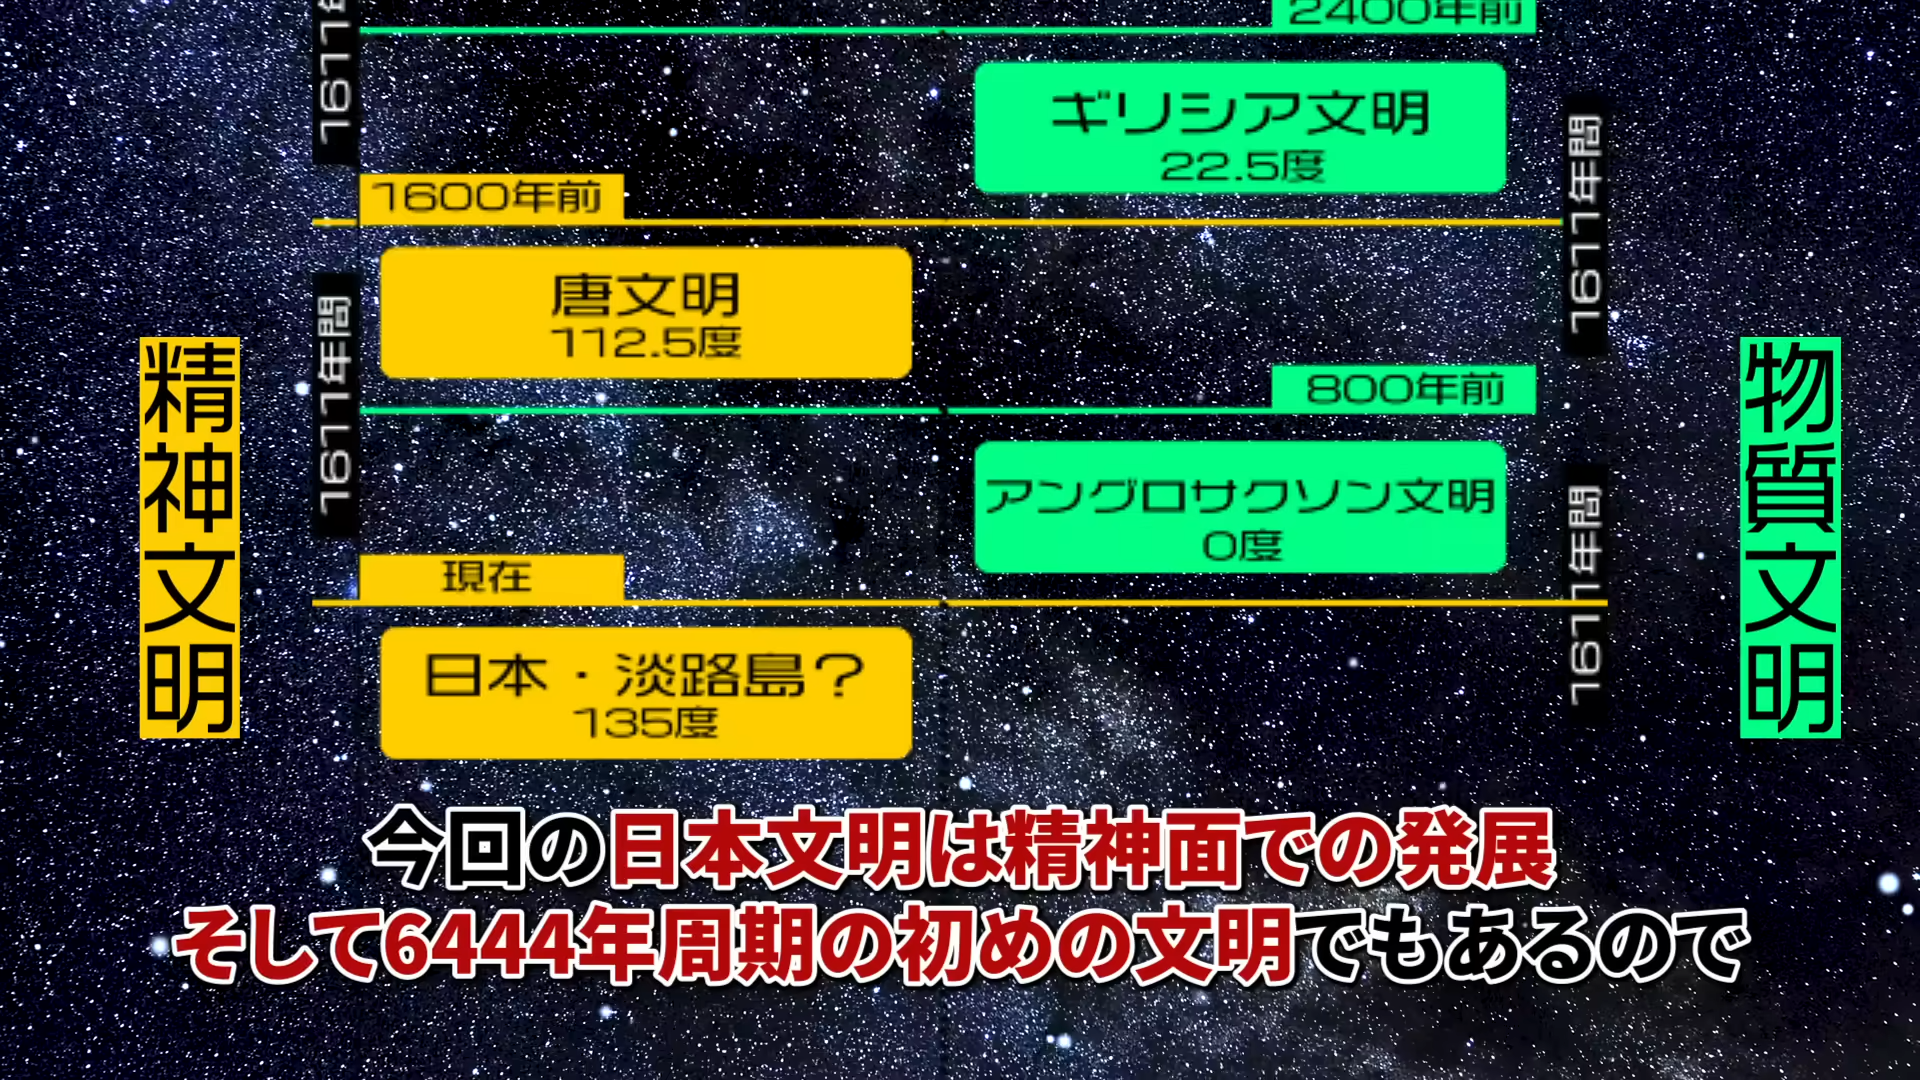 2400年前
1611年
ギリシア文明
22.5度
1611年間
1600年前
唐文明
112.5度
1611年間
800年前
アングロサクソン文明
0度
1611年間
現在
日本・淡路島?
135度
精神文明
物質文明
今回の日本文明は精神面での発展
そして6444年周期の初めの文明でもあるので